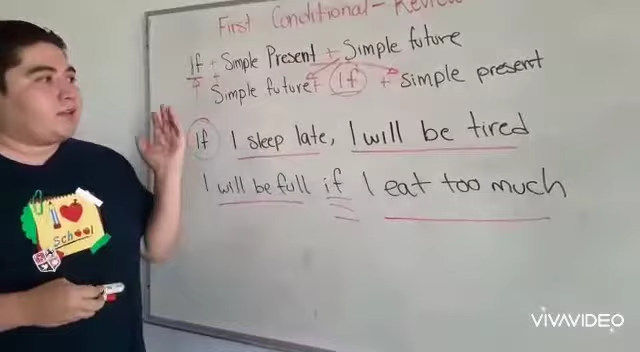 First Conditional - Review
If + Simple Present + Simple future
Simple future + If + simple present
If I sleep late, I will be tired
I will be full if I eat too much
school
VIVAVIDEO